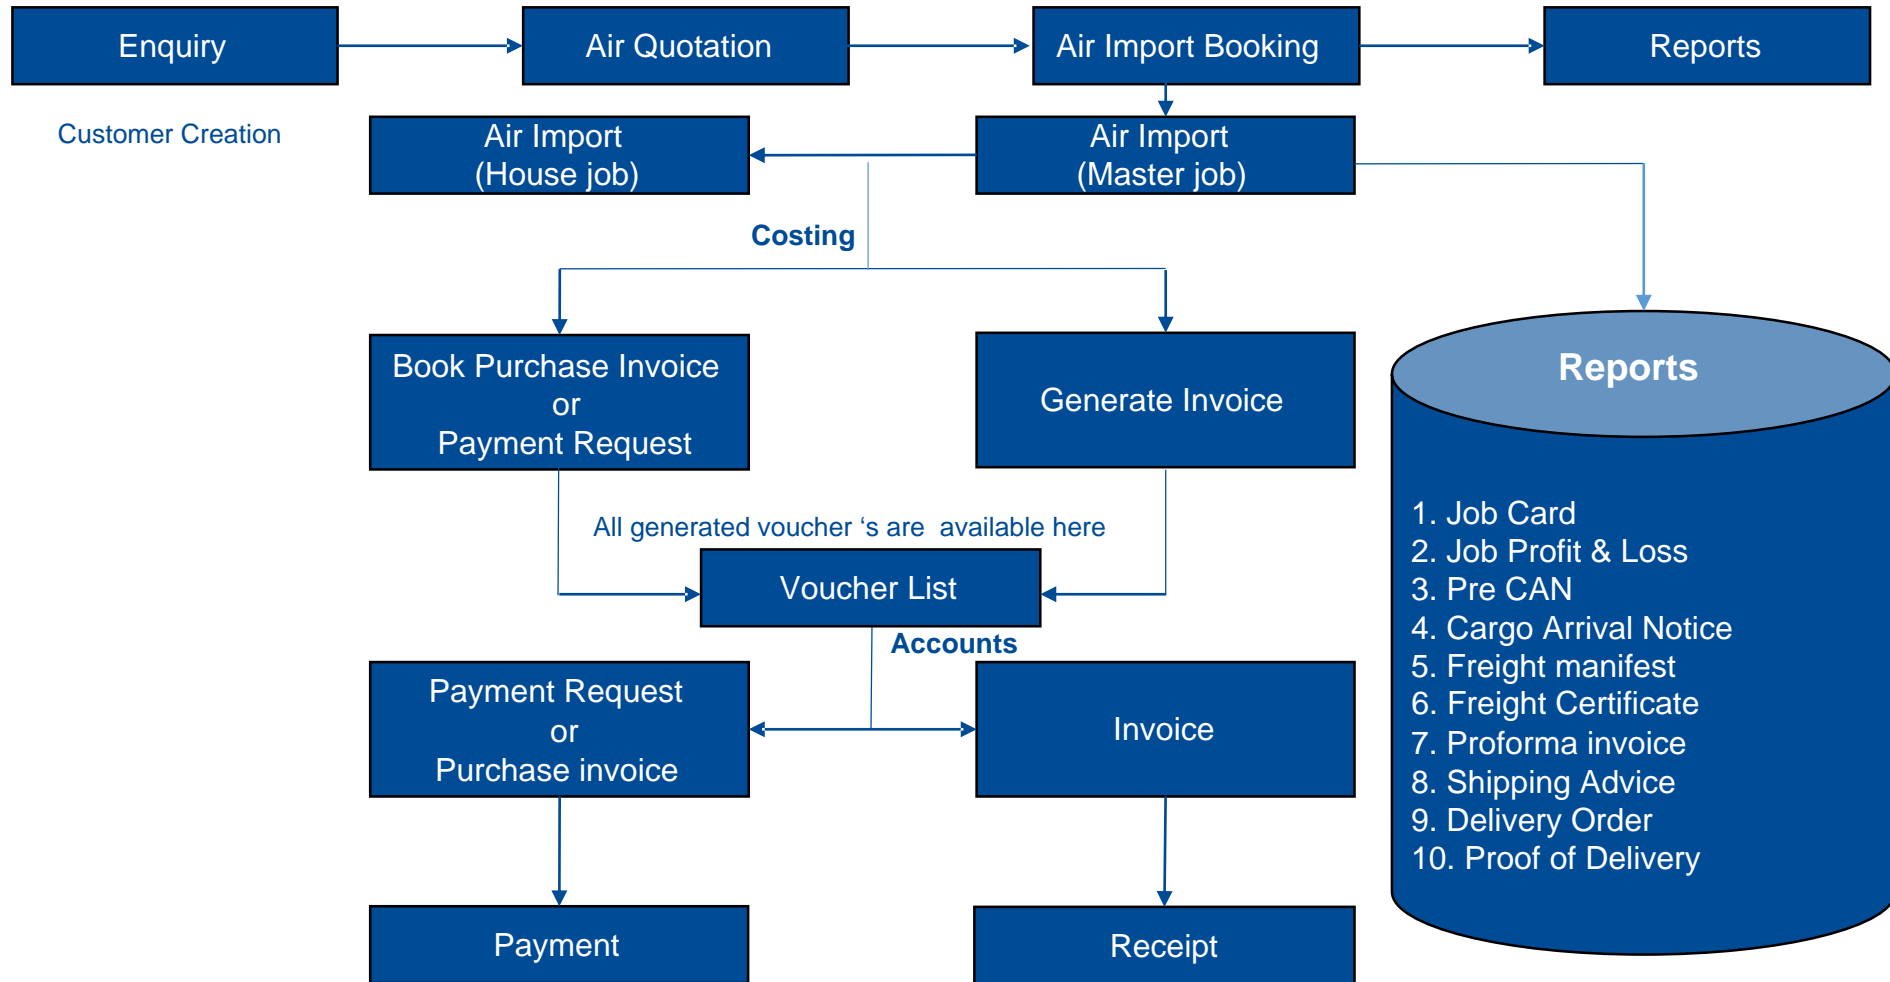 Enquiry
Air Quotation
Air Import Booking
Reports
Customer Creation
Air Import
(House job)
Air Import
(Master job)
Costing
Book Purchase Invoice
or
Payment Request
Generate Invoice
Reports
1. Job Card
2. Job Profit & Loss
3. Pre CAN
4. Cargo Arrival Notice
5. Freight manifest
6. Freight Certificate
7. Proforma invoice
8. Shipping Advice
9. Delivery Order
10. Proof of Delivery
All generated voucher ‘s are available here
Voucher List
Accounts
Payment Request
or
Purchase invoice
Invoice
Payment
Receipt